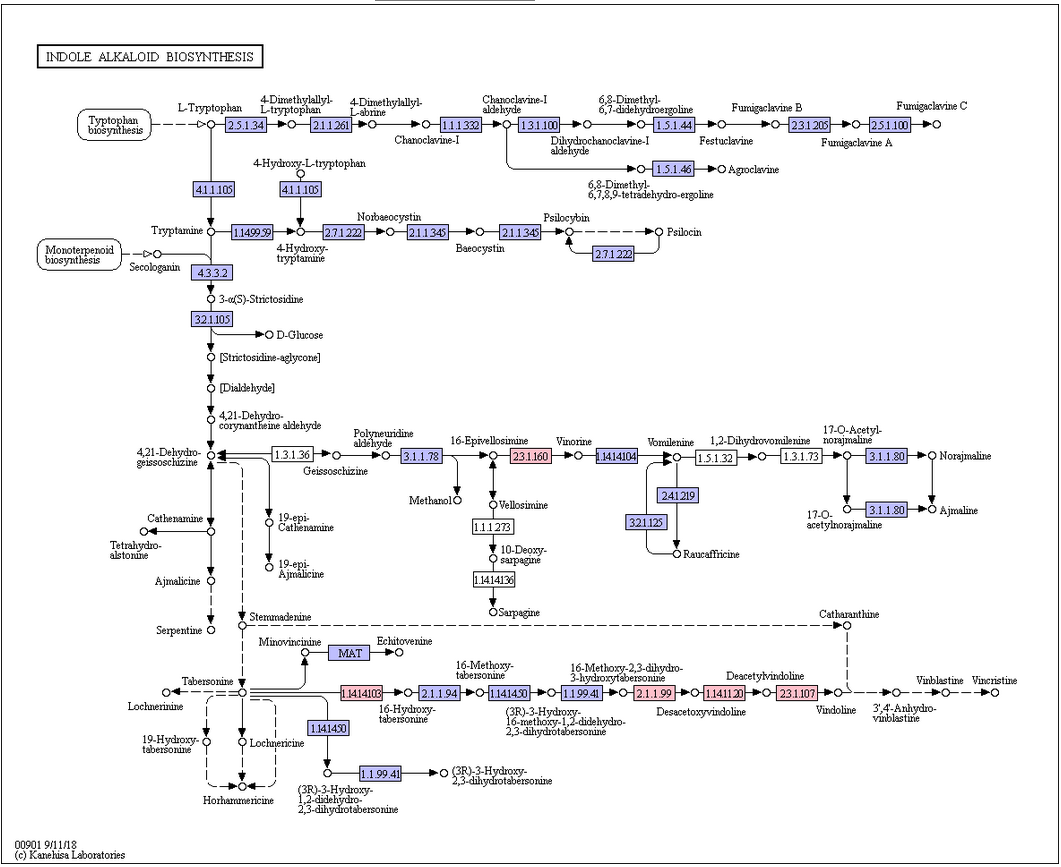 INDOLE ALKALOID BIOSYNTHESIS
Typtophan
biosynthesis
L-Tryptophan
2.5.1.34
4-Dimethylallyl-
L-tryptophan
2.1.1.261
4-Dimethylallyl-
L-abrine
Chanoclavine-I
1.1.1.332
Chanoclavine-I
aldehyde
1.3.1.100
Dihydrochanoclavine-I
aldehyde
6,8-Dimethyl-
6,7-didehydroergoline
1.5.1.44
Festuclavine
Fumigaclavine B
2.3.1.205
Fumigaclavine A
2.5.1.100
Fumigaclavine C
1.5.1.46
Agroclavine
6,8-Dimethyl-
6,7,8,9-tetradehydro-ergoline
4-Hydroxy-L-tryptophan
4.1.1.105
4.1.1.105
Tryptamine
1.14.99.59
4-Hydroxy-
tryptamine
2.7.1.222
Norbaeocystin
2.1.1.345
Baeocystin
2.1.1.345
Psilocybin
Psilocin
2.7.1.222
Monoterpenoid
biosynthesis
Secologanin
4.3.3.2
3-α(S)-Strictosidine
3.2.1.105
D-Glucose
[Strictosidine-aglycone]
[Dialdehyde]
4,21-Dehydro-
corynantheine aldehyde
4,21-Dehydro-
geissoschizine
1.3.1.36
Geissoschizine
Polyneuridine
aldehyde
3.1.1.78
16-Epivellosimine
2.3.1.160
Vinorine
1.14.14.104
Vomilenine
1.5.1.32
1,2-Dihydrovomilenine
1.3.1.73
17-O-Acetyl-
norajmaline
3.1.1.80
Norajmaline
Methanol
Vellosimine
2.4.1.219
3.2.1.125
Raucaffricine
17-O-
acetylnorajmaline
3.1.1.80
Ajmaline
1.1.1.273
10-Deoxy-
sarpagine
1.14.14.136
Sarpagine
Cathenamine
19-epi-
Cathenamine
Tetrahydro-
alstonine
19-epi-
Ajmalicine
Ajmalicine
Serpentine
Stemmadenine
Catharanthine
Minovincinine
MAT
Echitovenine
Tabersonine
Lochnerinine
1.14.14.103
16-Hydroxy-
tabersonine
2.1.1.94
16-Methoxy-
tabersonine
1.14.14.50
(3R)-3-Hydroxy-
16-methoxy-1,2-didehydro-
2,3-dihydrotabersonine
1.1.99.41
16-Methoxy-2,3-dihydro-
3-hydroxytabersonine
2.1.1.99
Desacetoxyvindoline
1.14.11.20
Deacetylvindoline
2.3.1.107
Vindoline
3',4'-Anhydro-
vinblastine
Vinblastine
Vincristine
1.14.14.50
19-Hydroxy-
tabersonine
Lochnericine
Horhammericine
(3R)-3-Hydroxy-
1,2-didehydro-
2,3-dihydrotabersonine
1.1.99.41
(3R)-3-Hydroxy-
2,3-dihydrotabersonine
00901 9/11/18
(c) Kanehisa Laboratories